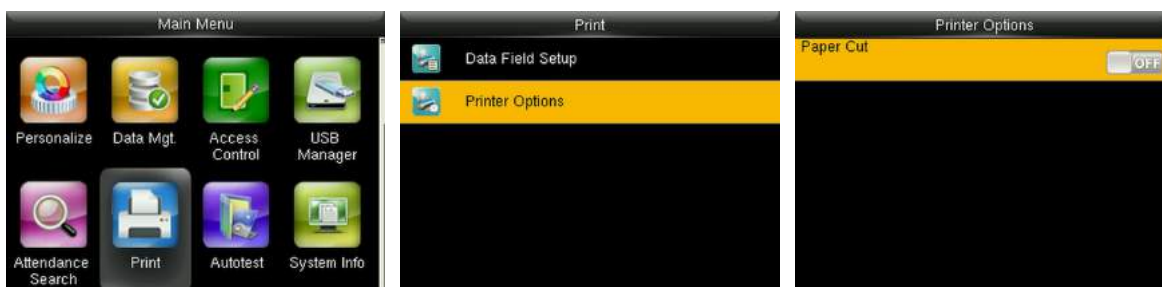 Main Menu
Personalize
Data Mgt.
Access
Control
USB
Manager
Attendance
Search
Print
Autotest
System Info
Print
Data Field Setup
Printer Options
Printer Options
Paper Cut
OFF